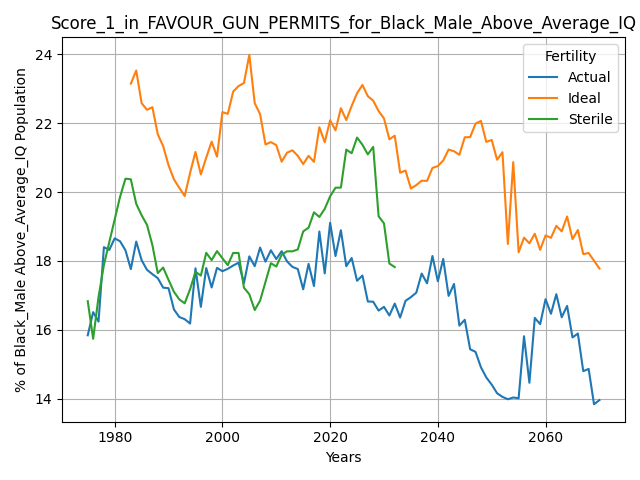 Score_1_in_FAVOUR_GUN_PERMITS_for_Black_Male_Above_Average_IQ
Fertility
Actual
Ideal
Sterile
% of Black_Male Above_Average_IQ Population
24
22
20
18
16
14
1980
2000
2020
2040
2060
Years